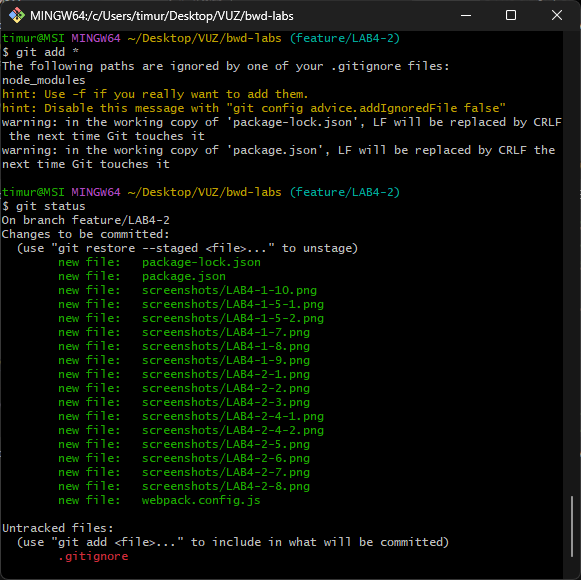 MINGW64:/c/Users/timur/Desktop/VUZ/bwd-labs
timur@MSI MINGW64 ~/Desktop/VUZ/bwd-labs (feature/LAB4-2)
$ git add *
The following paths are ignored by one of your .gitignore files:
node_modules
hint: Use -f if you really want to add them.
hint: Disable this message with "git config advice.addIgnoredFile false"
warning: in the working copy of 'package-lock.json', LF will be replaced by CRLF
 the next time Git touches it
warning: in the working copy of 'package.json', LF will be replaced by CRLF the
next time Git touches it
timur@MSI MINGW64 ~/Desktop/VUZ/bwd-labs (feature/LAB4-2)
$ git status
On branch feature/LAB4-2
Changes to be committed:
  (use "git restore --staged <file>..." to unstage)
        new file:   package-lock.json
        new file:   package.json
        new file:   screenshots/LAB4-1-10.png
        new file:   screenshots/LAB4-1-5-1.png
        new file:   screenshots/LAB4-1-5-2.png
        new file:   screenshots/LAB4-1-7.png
        new file:   screenshots/LAB4-1-8.png
        new file:   screenshots/LAB4-1-9.png
        new file:   screenshots/LAB4-2-1.png
        new file:   screenshots/LAB4-2-2.png
        new file:   screenshots/LAB4-2-3.png
        new file:   screenshots/LAB4-2-4-1.png
        new file:   screenshots/LAB4-2-4-2.png
        new file:   screenshots/LAB4-2-5.png
        new file:   screenshots/LAB4-2-6.png
        new file:   screenshots/LAB4-2-7.png
        new file:   screenshots/LAB4-2-8.png
        new file:   webpack.config.js
Untracked files:
  (use "git add <file>..." to include in what will be committed)
        .gitignore